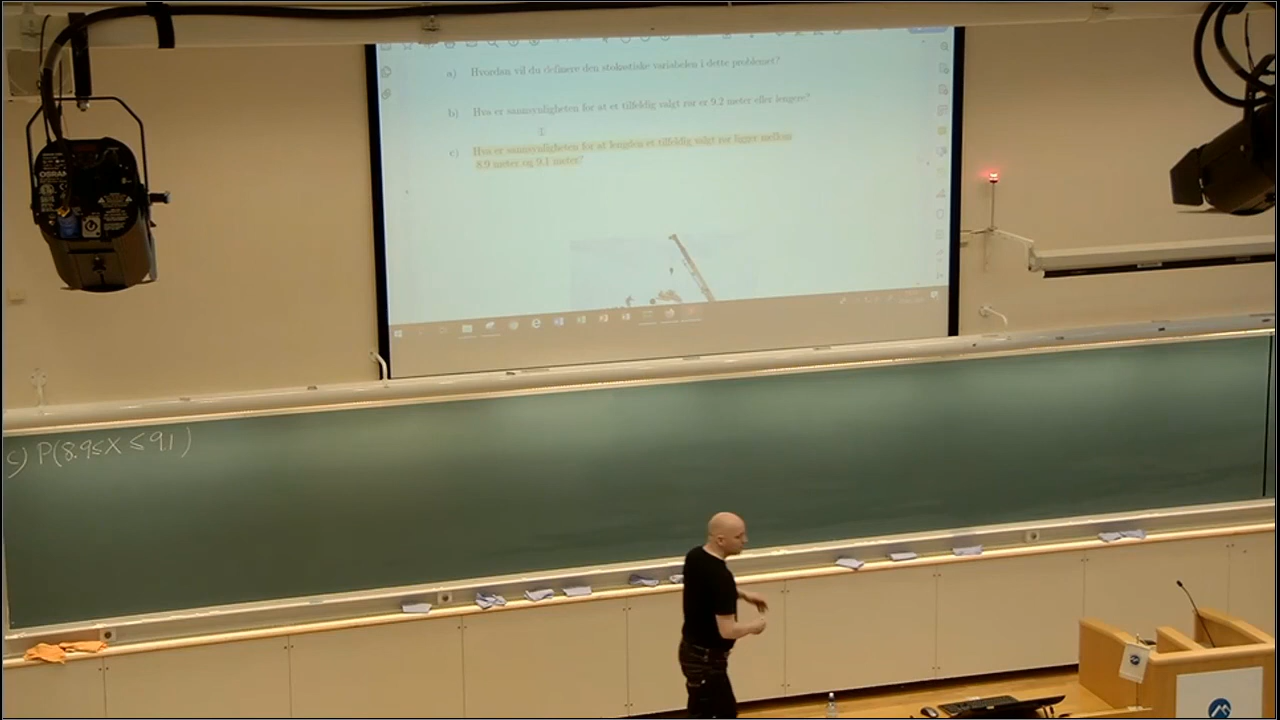 OSRAM
a) Hvordan vil du definere den stokastiske variabelen i dette problemet?
b) Hva er sannsynligheten for at et tilfeldig valgt rør er 9.2 meter eller lengere?
c) Hva er sannsynligheten for at lengden et tilfeldig valgt rør ligger mellom
8.9 meter og 9.1 meter?
c) P(8.9≤X≤9.1)